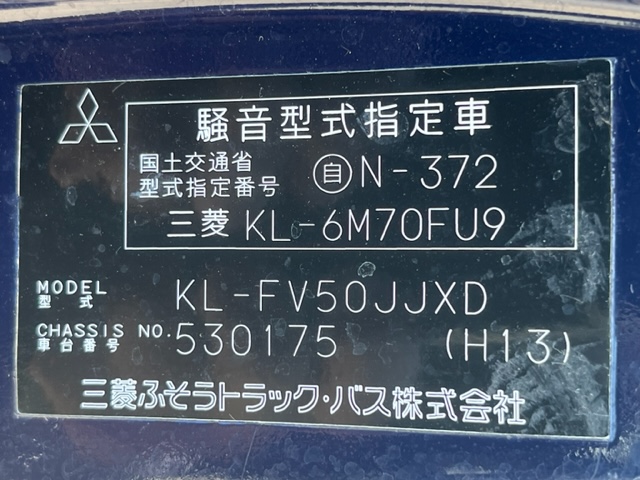 騒音型式指定車
国土交通省
型式指定番号 �
自 N-372
三菱 KL-6M70FU9
MODEL
型式 KL-FV50JJXD
CHASSIS NO.
車台番号 530175 (H13)
三菱ふそうトラック・バス株式会社